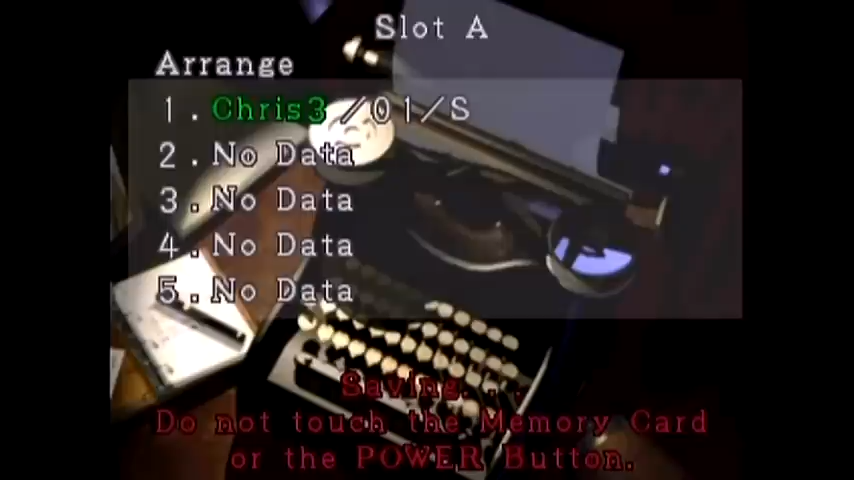 Slot A
Arrange
1.Chris3/01/S
2.No Data
3.No Data
4.No Data
5.No Data
Saving...
Do not touch the Memory Card
or the POWER Button.